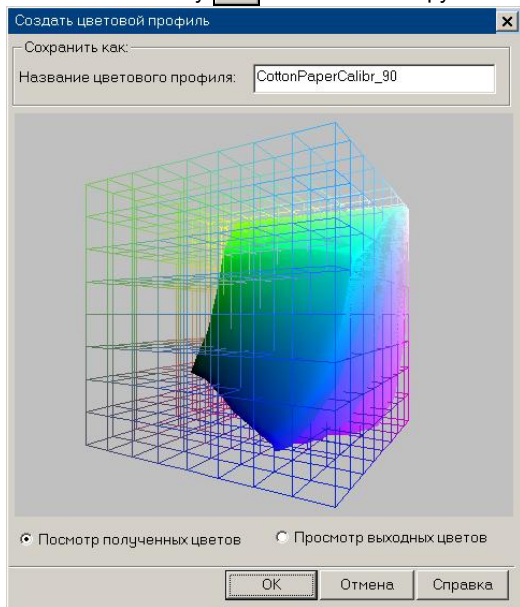 Создать цветовой профиль
Сохранить как:
Название цветового профиля: CottonPaperCalibr_90
Посмотр полученных цветов Просмотр выходных цветов
OK Отмена Справка